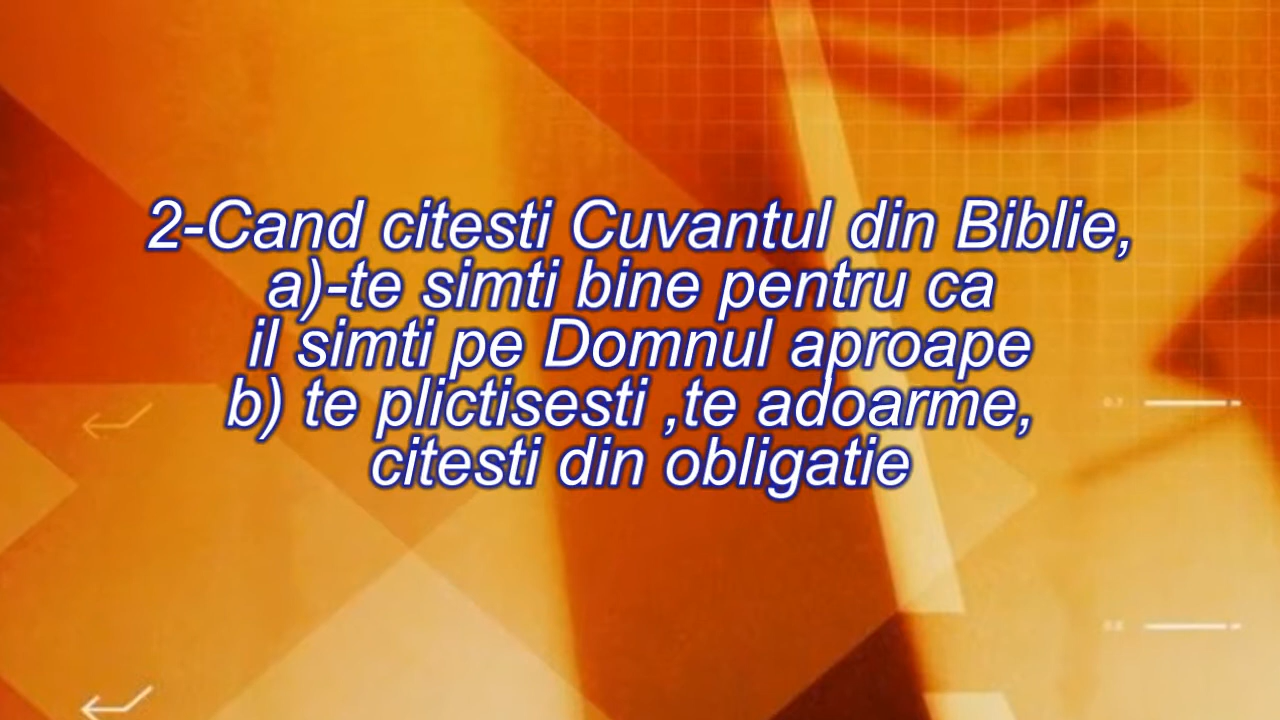 2-Cand citesti Cuvantul din Biblie,
a)-te simti bine pentru ca
il simti pe Domnul aproape
b) te plictisesti ,te adoarme,
citesti din obligatie